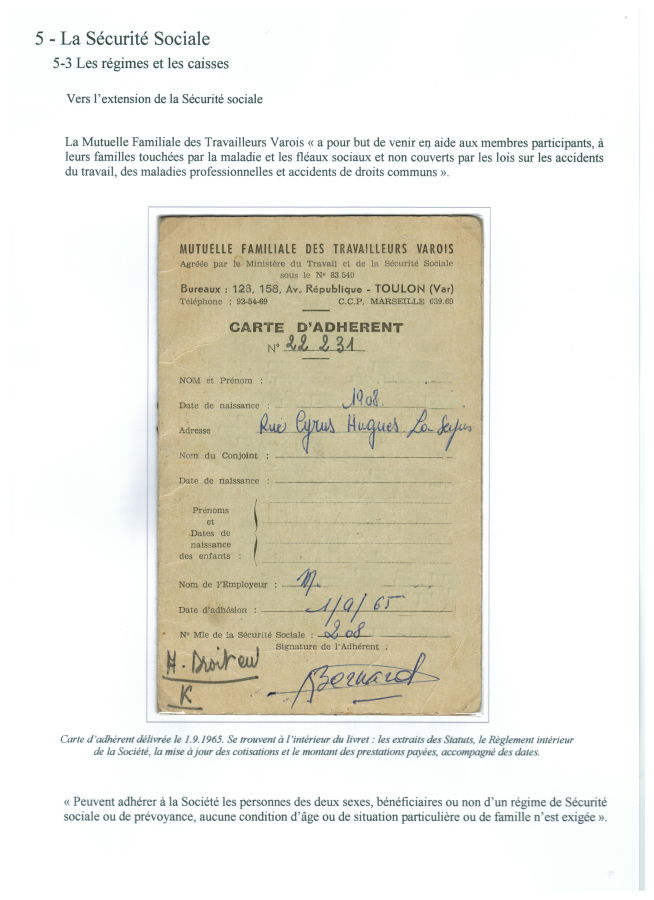 5 - La Sécurité Sociale
5-3 Les régimes et les caisses
Vers l'extension de la Sécurité sociale
La Mutuelle Familiale des Travailleurs Varois « a pour but de venir en aide aux membres participants, à
leurs familles touchées par la maladie et les fléaux sociaux et non couverts par les lois sur les accidents
du travail, des maladies professionnelles et accidents de droits communs ».
MUTUELLE FAMILIALE DES TRAVAILLEURS VAROIS
Agréée par le Ministère du Travail et de la Sécurité Sociale
sous le N° 83.540
Bureaux : 123, 158, Av. République - TOULON (Var)
Téléphone : 93-54-69 C.C.P. MARSEILLE 639.69
CARTE D'ADHERENT
N° 22 231
NOM et Prénom :
Date de naissance : 1908
Adresse Rue Cyrus Hugues La Seyne
Nom du Conjoint :
Date de naissance :
Prénoms
et
Dates de
naissance
des enfants :
Nom de l'Employeur : M.
Date d'adhésion : 1/9/65
N° Mle de la Sécurité Sociale : 208
Signature de l'Adhérent :
H. Droiteur
K
Bernard
Carte d'adhérent délivrée le 1.9.1965. Se trouvent à l'intérieur du livret : les extraits des Statuts, le Règlement intérieur
de la Société, la mise à jour des cotisations et le montant des prestations payées, accompagné des dates.
« Peuvent adhérer à la Société les personnes des deux sexes, bénéficiaires ou non d'un régime de Sécurité
sociale ou de prévoyance, aucune condition d'âge ou de situation particulière ou de famille n'est exigée ».